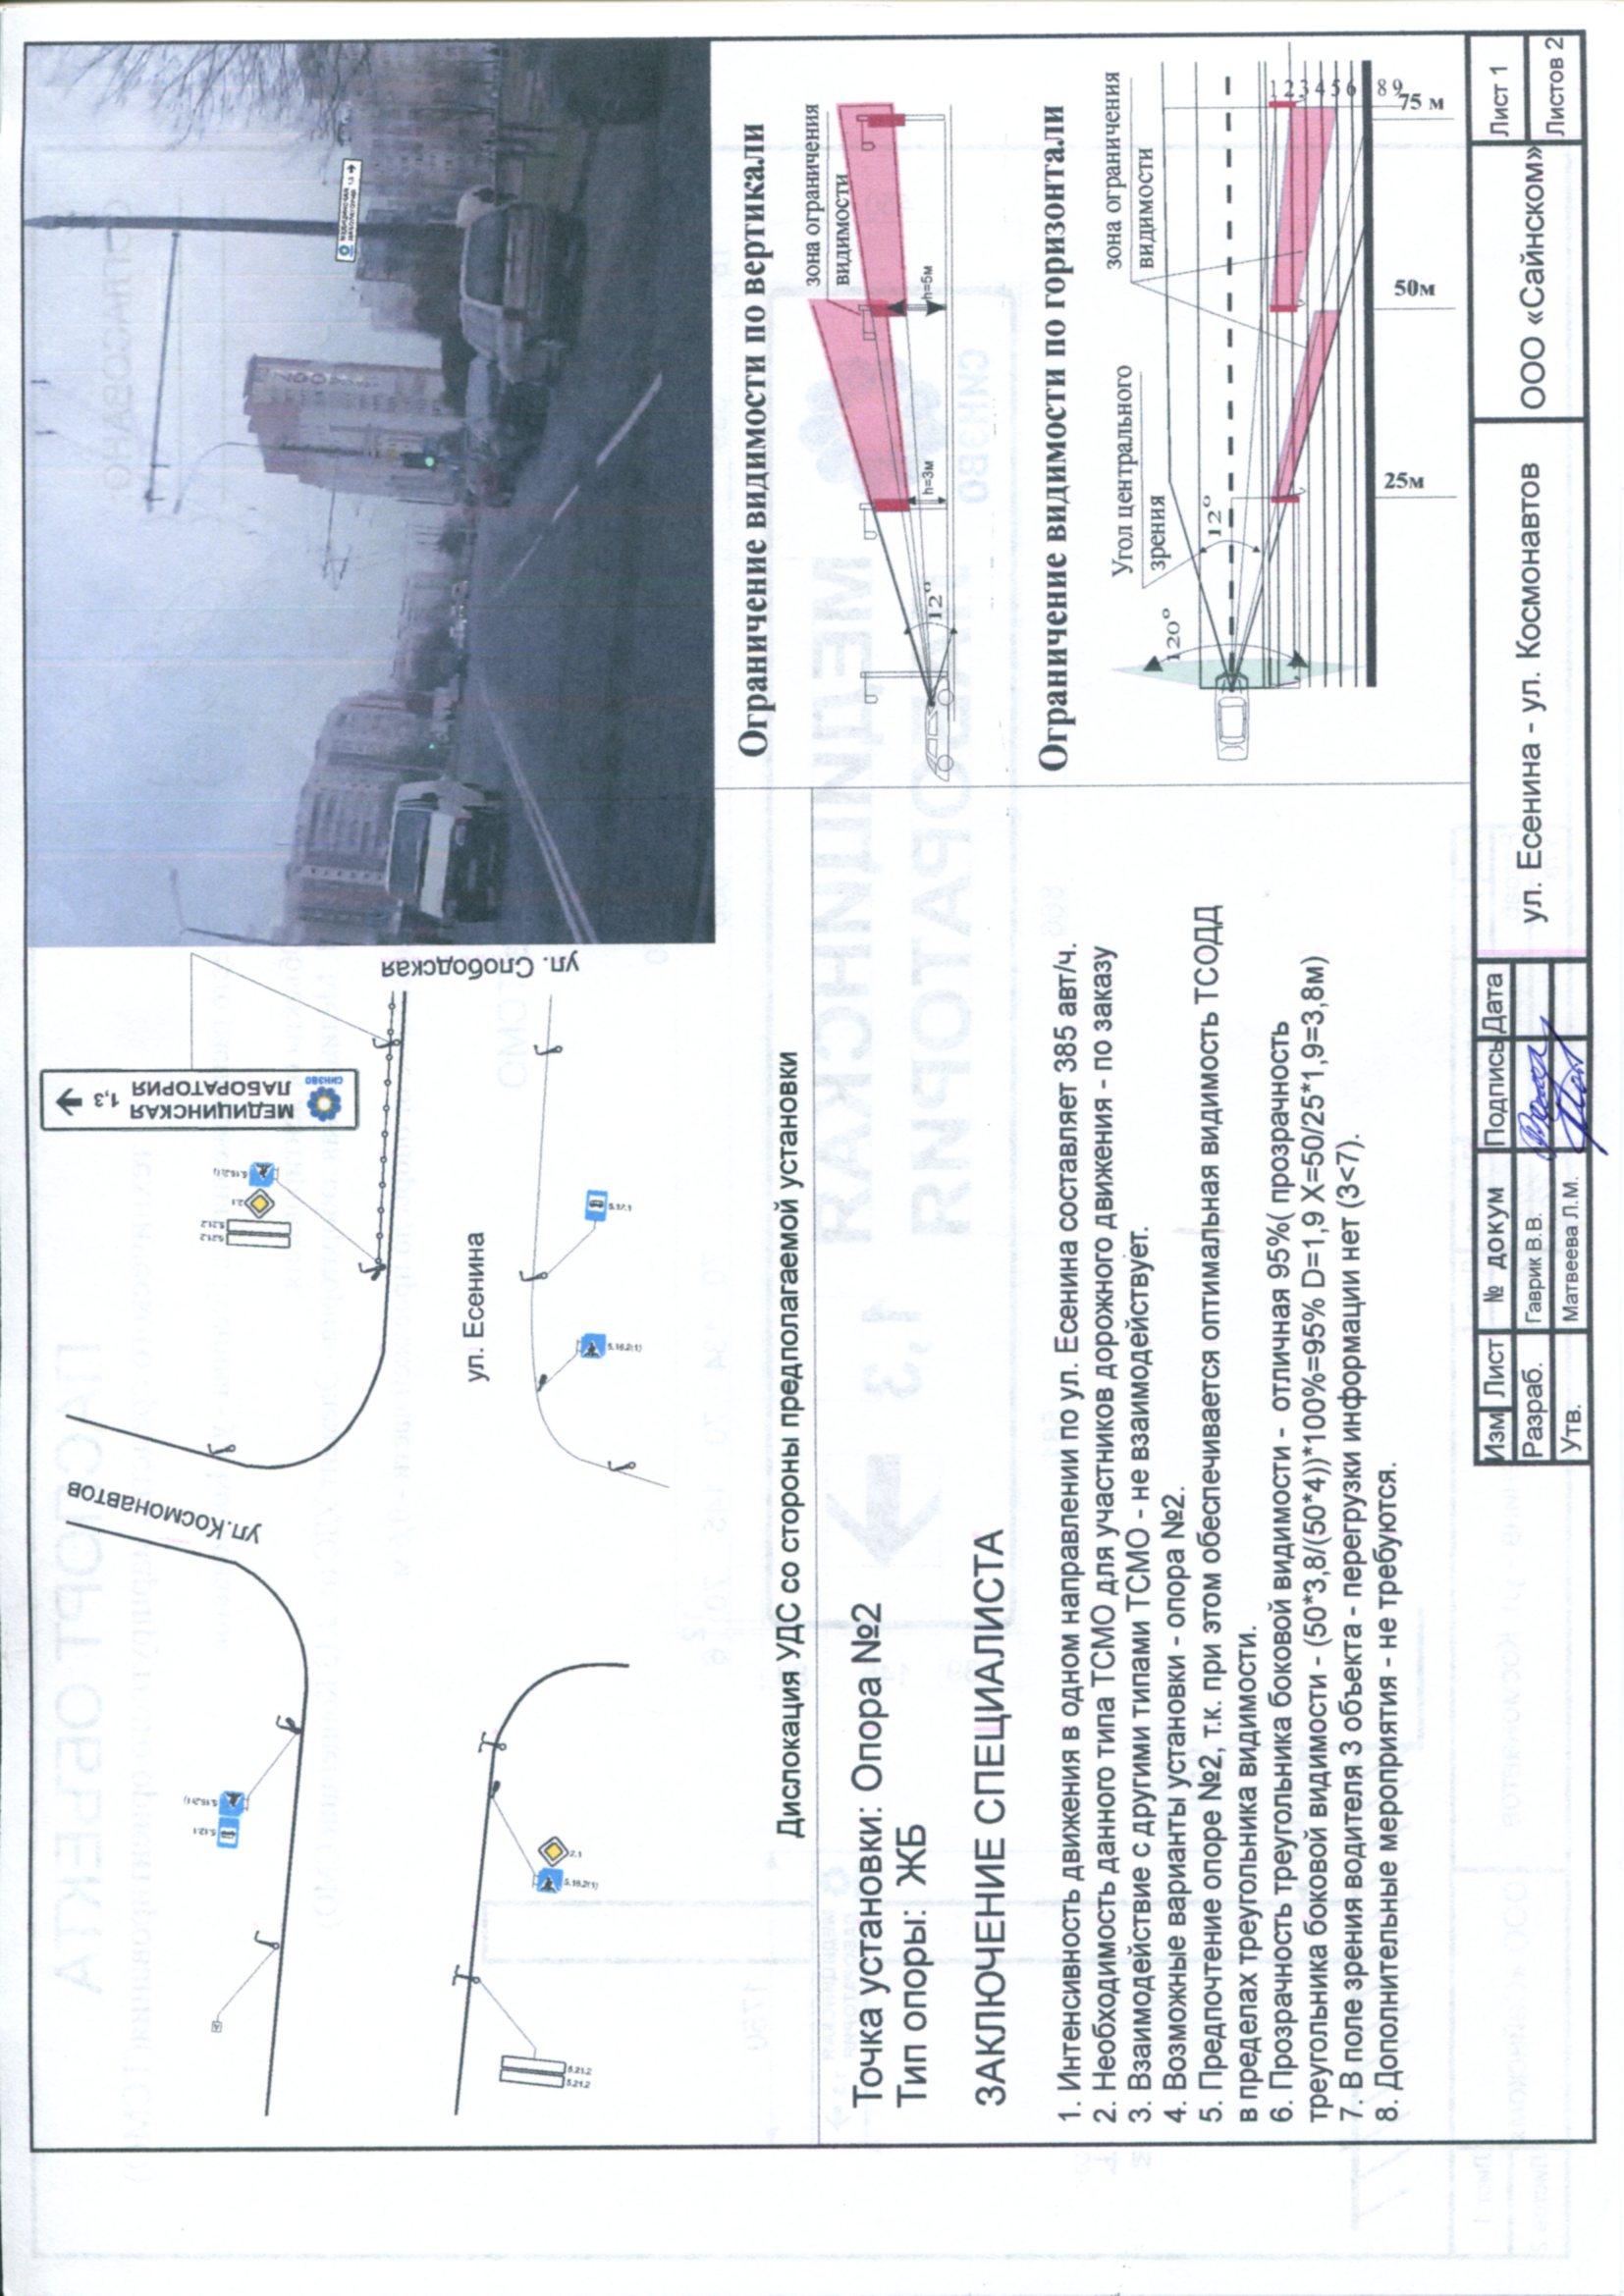 ул. Космонавтов
МЕДИЦИНСКАЯ
ЛАБОРАТОРИЯ 1,3
СИНЭВО
ул. Слободская
ул. Есенина
5.16.2(1)
2.1
5.21.2
5.21.2
5.16.2(1)
5.12.1
5.16.2(1)
2.1
5.16.2(1)
5.21.2
5.21.2
Дислокация УДС со стороны предполагаемой установки
Точка установки: Опора №2
Тип опоры: ЖБ
ЗАКЛЮЧЕНИЕ СПЕЦИАЛИСТА
1. Интенсивность движения в одном направлении по ул. Есенина составляет 385 авт/ч.
2. Необходимость данного типа ТСМО для участников дорожного движения - по заказу
3. Взаимодействие с другими типами ТСМО - не взаимодействует.
4. Возможные варианты установки - опора №2.
5. Предпочтение опоре №2, т.к. при этом обеспечивается оптимальная видимость ТСОДД
в пределах треугольника видимости.
6. Прозрачность треугольника боковой видимости - отличная 95%( прозрачность
треугольника боковой видимости - (50*3,8/(50*4))*100%=95% D=1,9 X=50/25*1,9=3,8м)
7. В поле зрения водителя 3 объекта - перегрузки информации нет (3<7).
8. Дополнительные мероприятия - не требуются.
МЕДИЦИНСКАЯ
ЛАБОРАТОРИЯ 1,3
Ограничение видимости по вертикали
зона ограничения
видимости
12°
h=3м
h=5м
Ограничение видимости по горизонтали
Угол центрального
зрения
зона ограничения
видимости
120°
12°
1 2 3 4 5 6 8 9
25м
50м
75 м
Изм Лист № докум Подпись Дата
Разраб. Гаврик В.В.
Утв. Матвеева Л.М.
ул. Есенина - ул. Космонавтов
ООО «Сайнском»
Лист 1
Листов 2